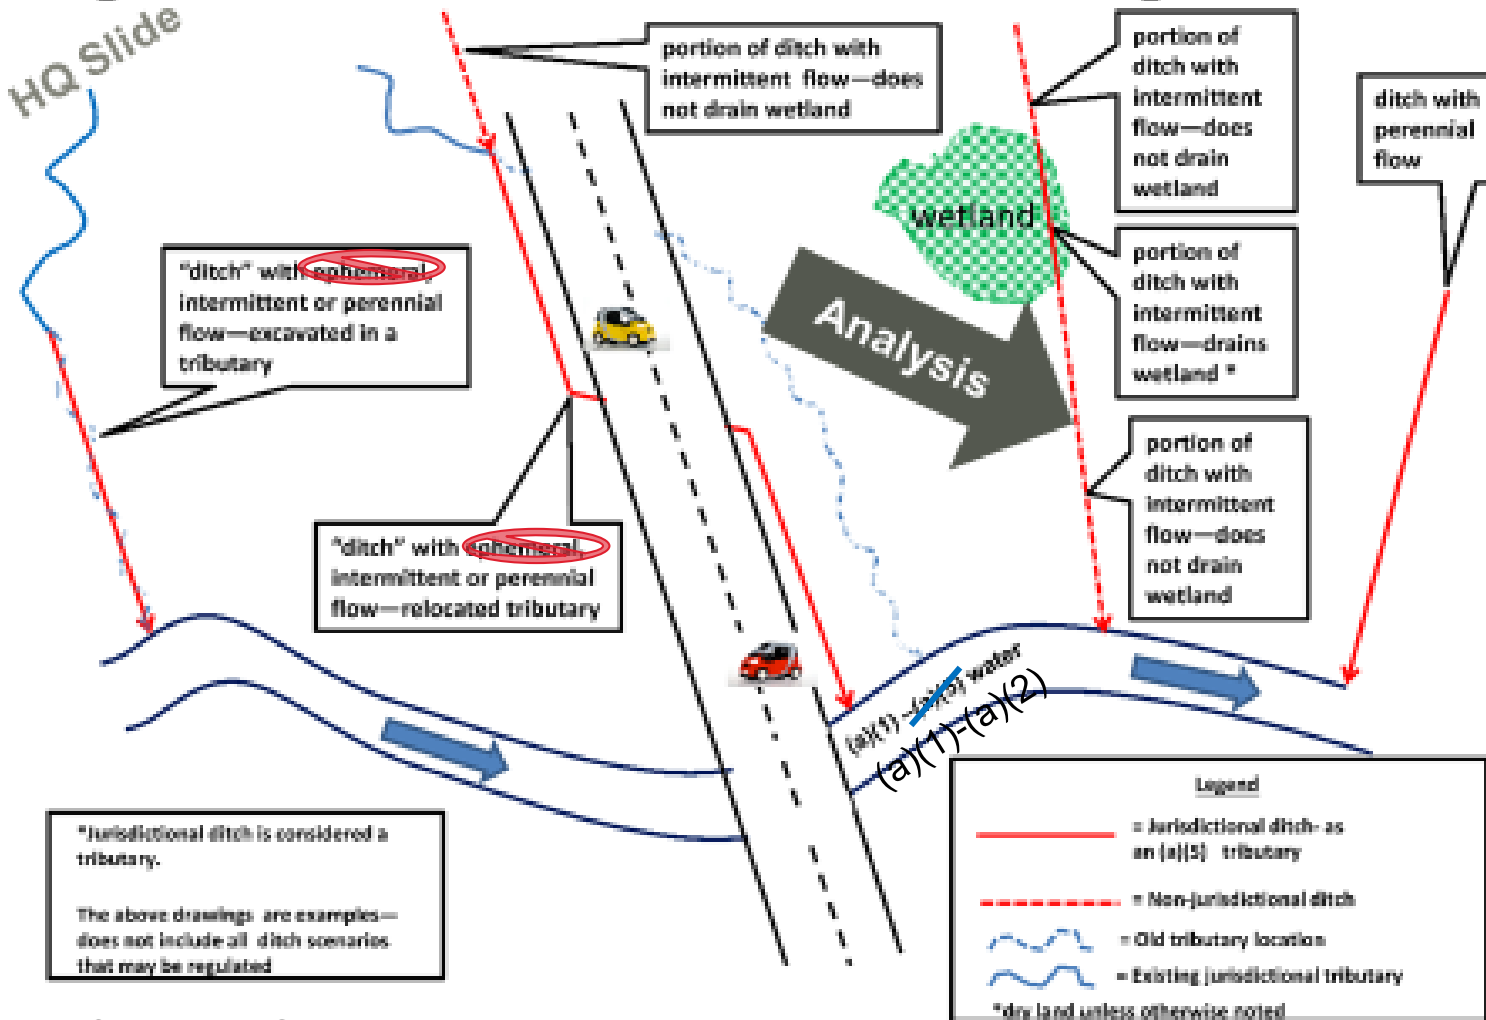 HQ Slide
portion of ditch with
intermittent flow—does
not drain wetland
portion of
ditch with
intermittent
flow—does
not drain
wetland
ditch with
perennial
flow
wetland
"ditch" with ephemeral,
intermittent or perennial
flow—excavated in a
tributary
portion of
ditch with
intermittent
flow—drains
wetland *
Analysis
portion of
ditch with
intermittent
flow—does
not drain
wetland
"ditch" with ephemeral,
intermittent or perennial
flow—relocated tributary
(a)(1) -(a)(5) water
(a)(1)-(a)(2)
*Jurisdictional ditch is considered a
tributary.
The above drawings are examples—
does not include all ditch scenarios
that may be regulated
Legend
= Jurisdictional ditch- as
an (a)(5) tributary
= Non-jurisdictional ditch
= Old tributary location
= Existing jurisdictional tributary
*dry land unless otherwise noted